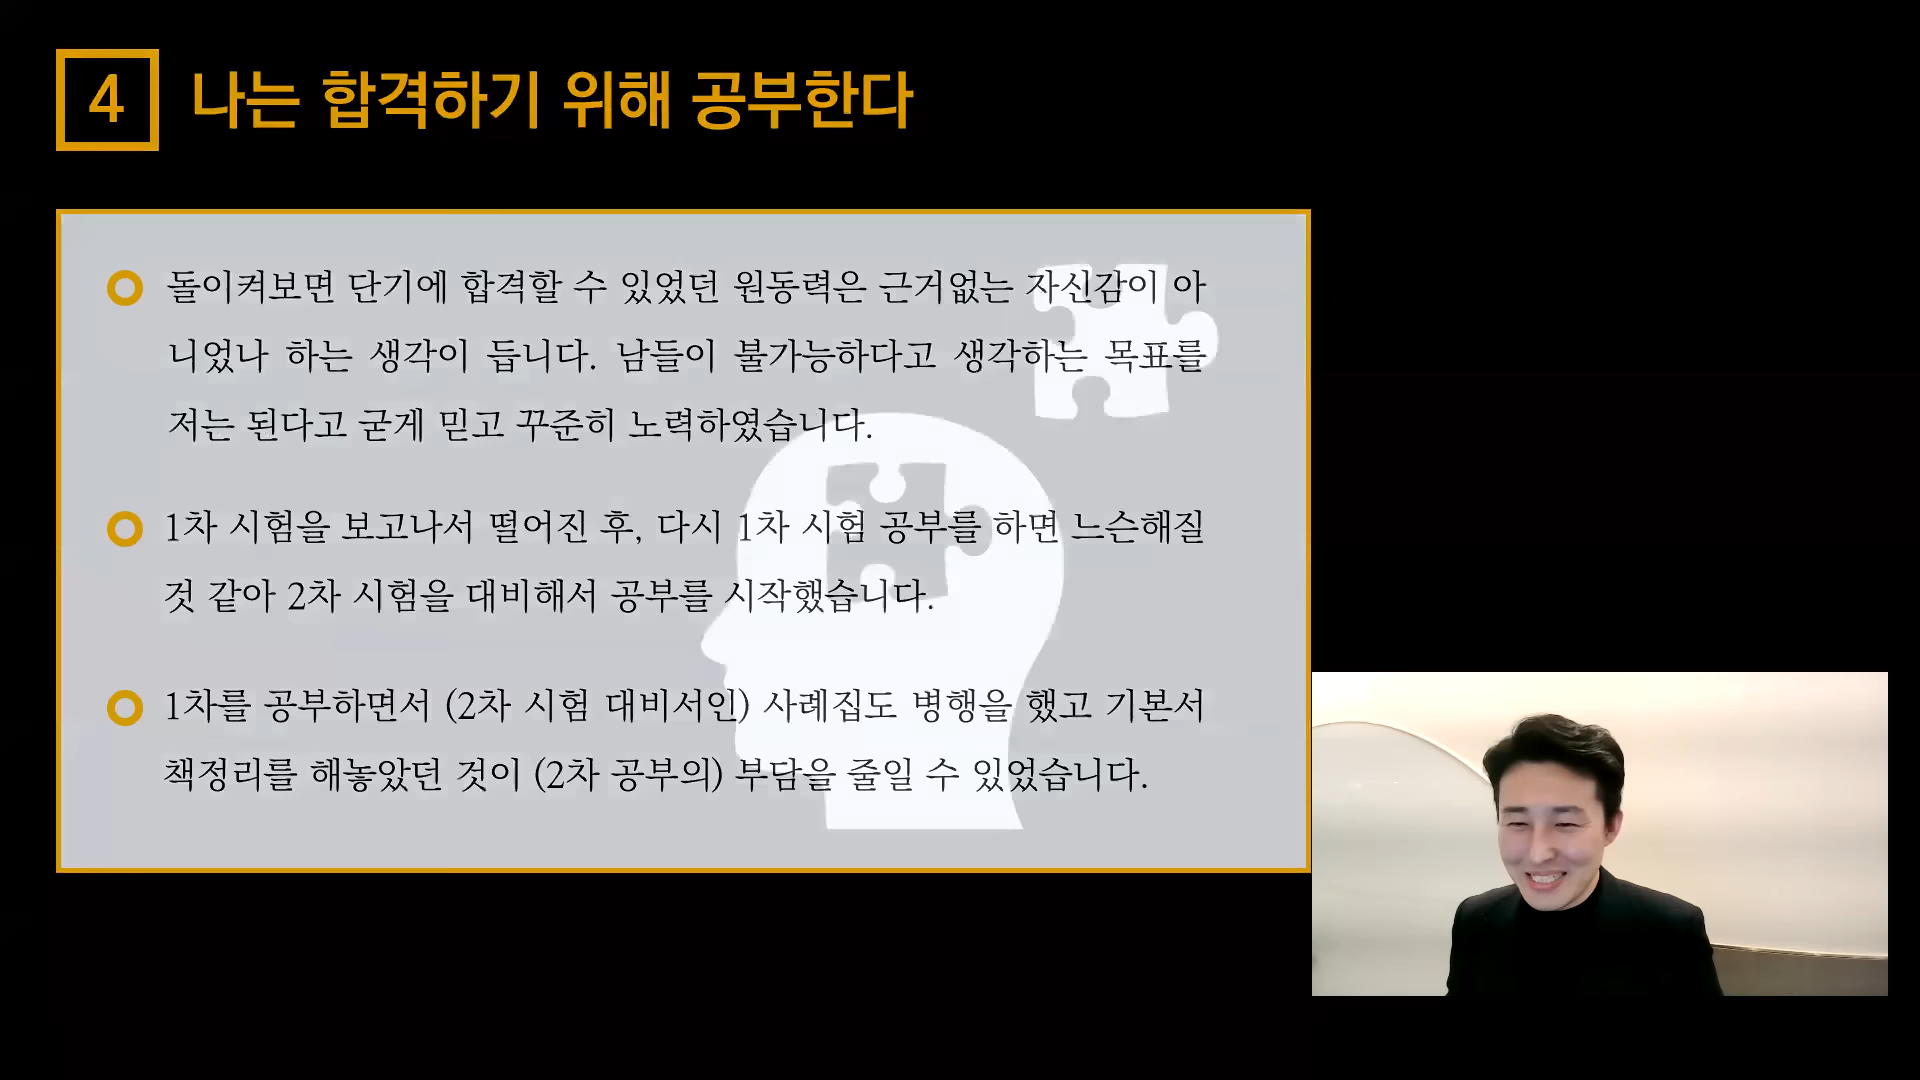 4 나는 합격하기 위해 공부한다
돌이켜보면 단기에 합격할 수 있었던 원동력은 근거없는 자신감이 아
니었나 하는 생각이 듭니다. 남들이 불가능하다고 생각하는 목표를
저는 된다고 굳게 믿고 꾸준히 노력하였습니다.
1차 시험을 보고나서 떨어진 후, 다시 1차 시험 공부를 하면 느슨해질
것 같아 2차 시험을 대비해서 공부를 시작했습니다.
1차를 공부하면서 (2차 시험 대비서인) 사례집도 병행을 했고 기본서
책정리를 해놓았던 것이 (2차 공부의) 부담을 줄일 수 있었습니다.